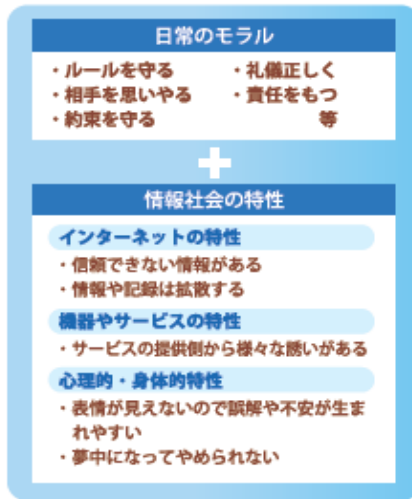 日常のモラル
・ルールを守る ・礼儀正しく
・相手を思いやる ・責任をもつ
・約束を守る 等
+
情報社会の特性
インターネットの特性
・信頼できない情報がある
・情報や記録は拡散する
機器やサービスの特性
・サービスの提供側から様々な誘いがある
心理的・身体的特性
・表情が見えないので誤解や不安が生ま
れやすい
・夢中になってやめられない